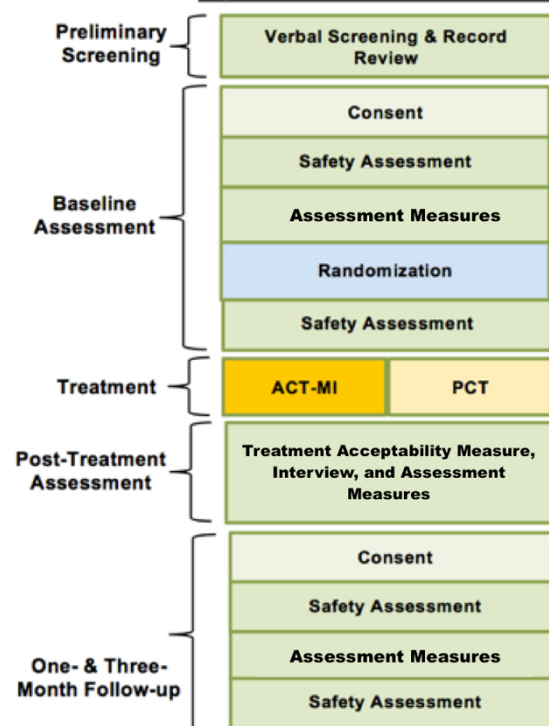 Preliminary
Screening
Verbal Screening & Record
Review
Baseline
Assessment
Consent
Safety Assessment
Assessment Measures
Randomization
Safety Assessment
Treatment
ACT-MI
PCT
Post-Treatment
Assessment
Treatment Acceptability Measure,
Interview, and Assessment
Measures
One- & Three-
Month Follow-up
Consent
Safety Assessment
Assessment Measures
Safety Assessment